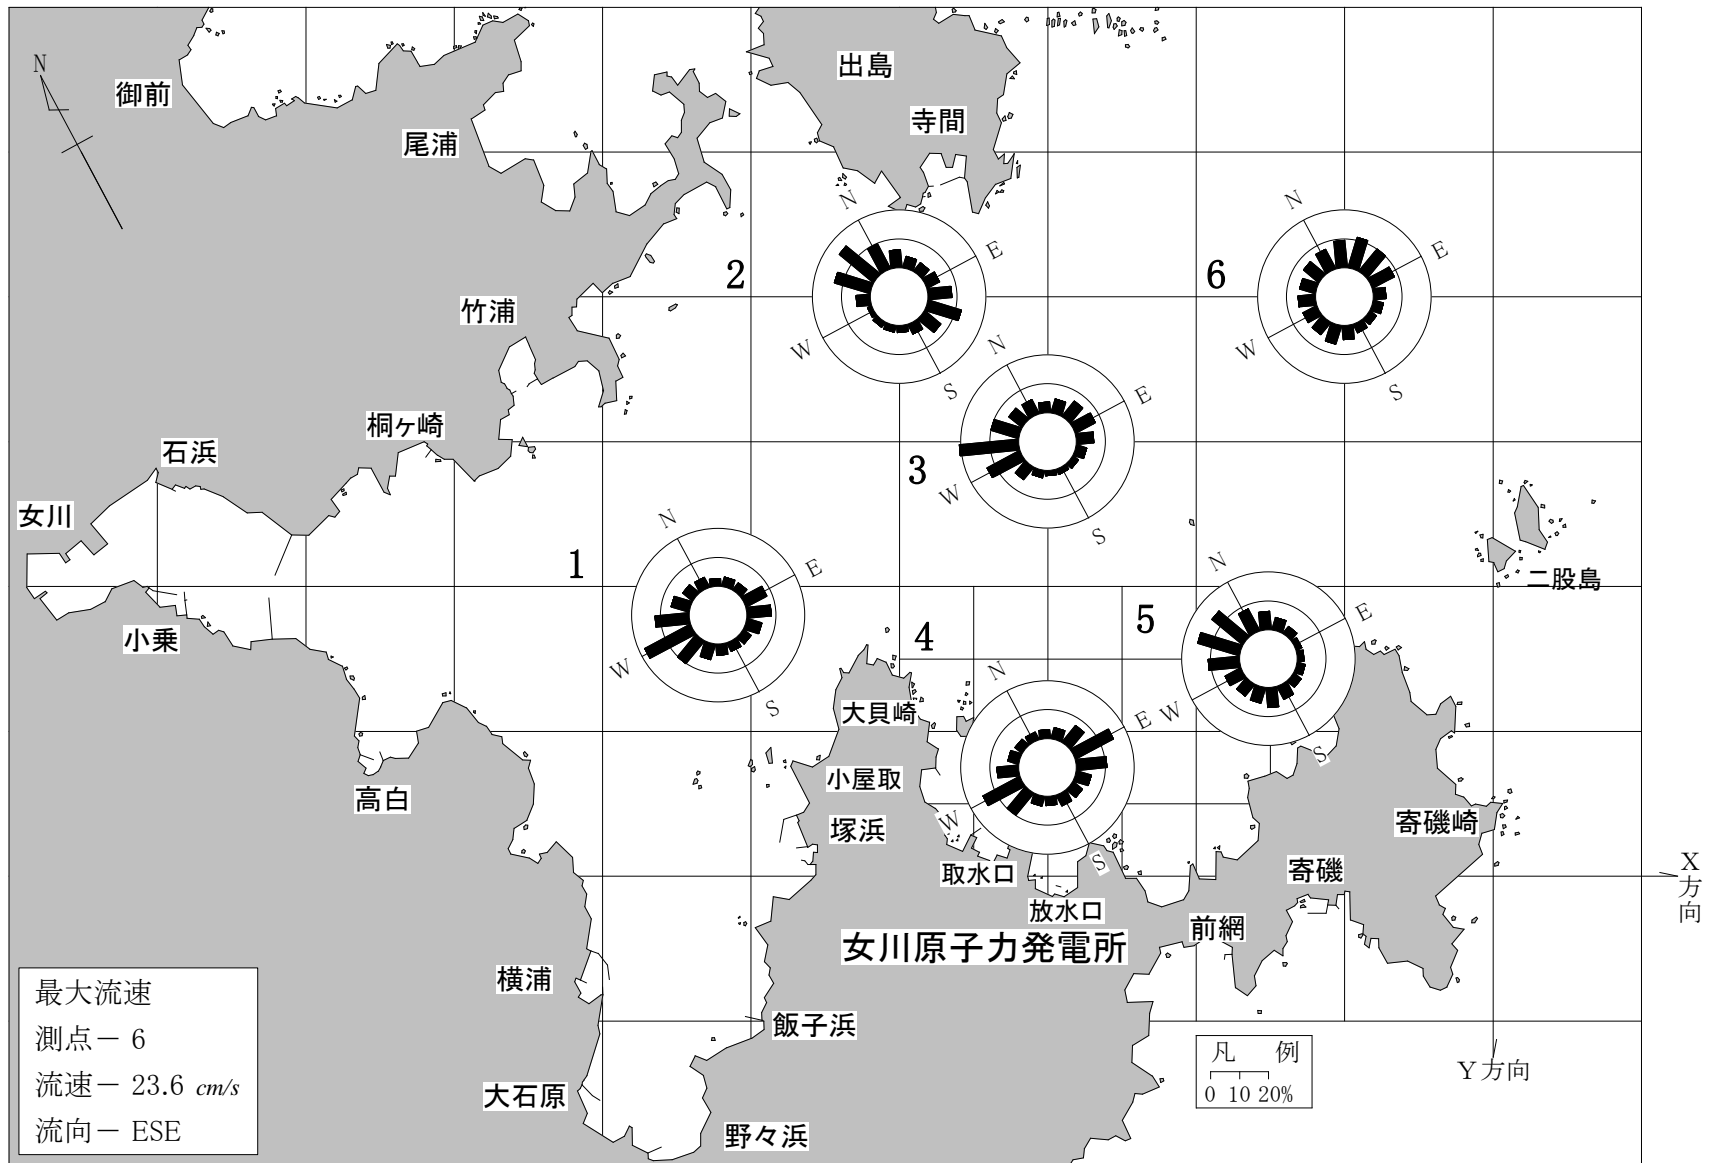 N
御前
尾浦
出島
寺間
竹浦
桐ヶ崎
石浜
女川
小乗
高白
2
N
E
W
S
6
N
E
W
S
3
N
E
W
S
1
N
E
W
S
5
N
E
W
S
4
N
E
W
S
二股島
大貝崎
小屋取
塚浜
取水口
放水口
女川原子力発電所
前網
寄磯
寄磯崎
横浦
飯子浜
大石原
野々浜
X方向
Y方向
最大流速
測点－ 6
流速－ 23.6 cm/s
流向－ ESE
凡 例
0 10 20%